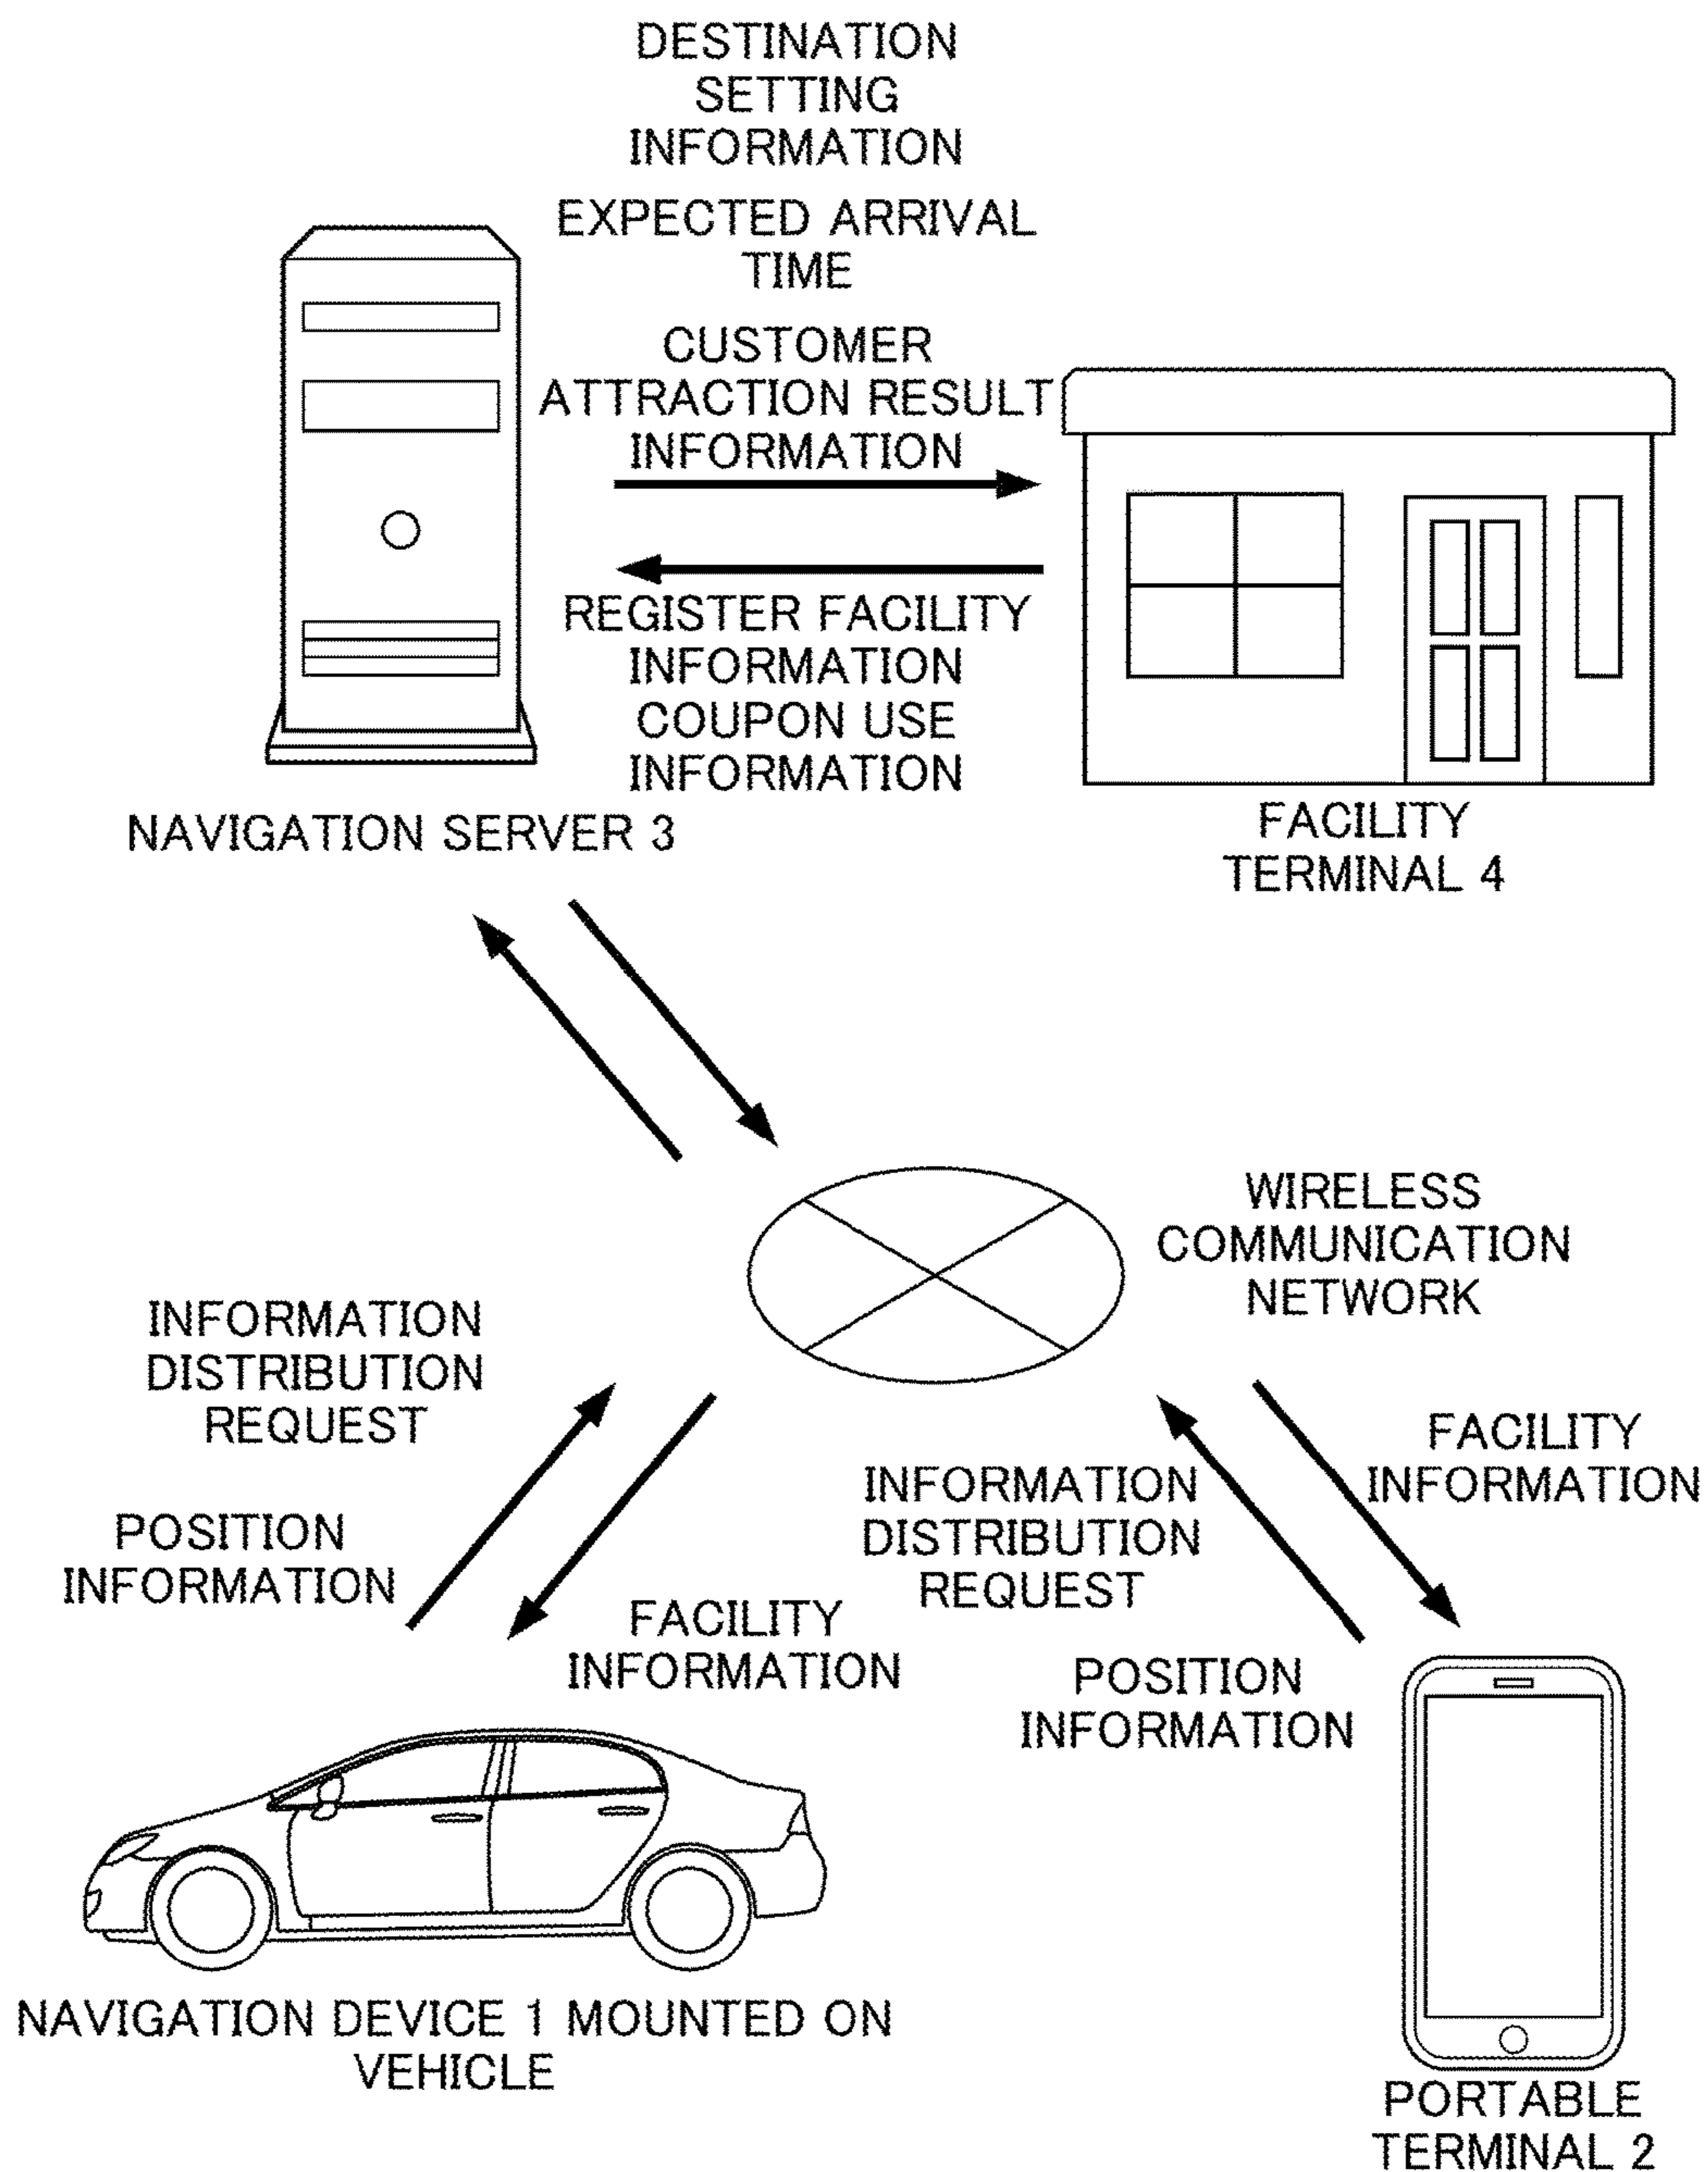 DESTINATION
SETTING
INFORMATION
EXPECTED ARRIVAL
TIME
CUSTOMER
ATTRACTION RESULT
INFORMATION
REGISTER FACILITY
INFORMATION
COUPON USE
INFORMATION
NAVIGATION SERVER 3
FACILITY
TERMINAL 4
WIRELESS
COMMUNICATION
NETWORK
INFORMATION
DISTRIBUTION
REQUEST
POSITION
INFORMATION
FACILITY
INFORMATION
INFORMATION
DISTRIBUTION
REQUEST
POSITION
INFORMATION
FACILITY
INFORMATION
NAVIGATION DEVICE 1 MOUNTED ON
VEHICLE
PORTABLE
TERMINAL 2